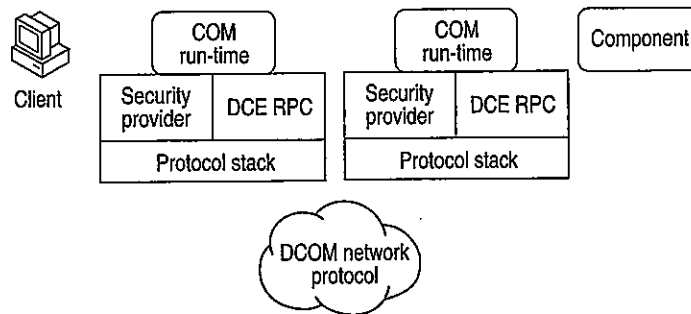 Client
COM
run-time
Security
provider
DCE RPC
Protocol stack
COM
run-time
Security
provider
DCE RPC
Protocol stack
Component
DCOM network
protocol